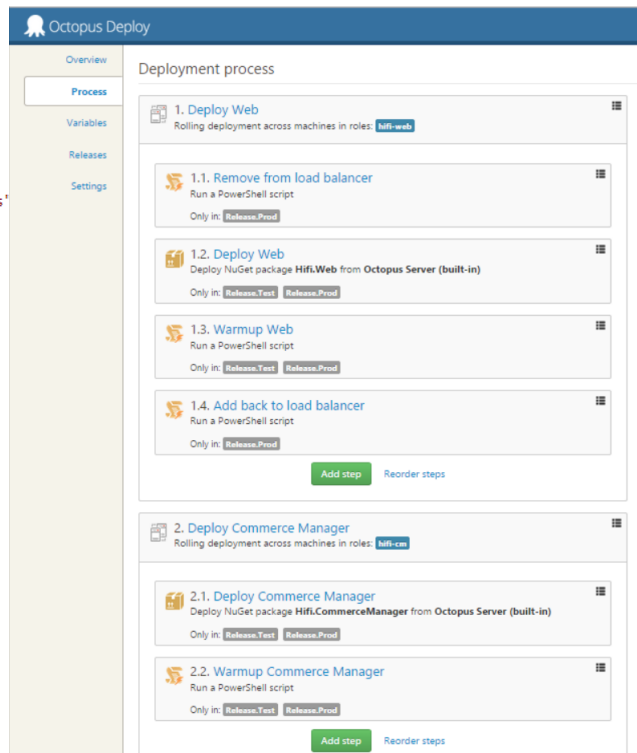 Octopus Deploy
Overview
Process
Variables
Releases
Settings
Deployment process
1. Deploy Web
Rolling deployment across machines in roles: hifi-web
1.1. Remove from load balancer
Run a PowerShell script
Only in: Release.Prod
1.2. Deploy Web
Deploy NuGet package Hifi.Web from Octopus Server (built-in)
Only in: Release.Test Release.Prod
1.3. Warmup Web
Run a PowerShell script
Only in: Release.Test Release.Prod
1.4. Add back to load balancer
Run a PowerShell script
Only in: Release.Prod
Add step Reorder steps
2. Deploy Commerce Manager
Rolling deployment across machines in roles: hifi-cm
2.1. Deploy Commerce Manager
Deploy NuGet package Hifi.CommerceManager from Octopus Server (built-in)
Only in: Release.Test Release.Prod
2.2. Warmup Commerce Manager
Run a PowerShell script
Only in: Release.Test Release.Prod
Add step Reorder steps